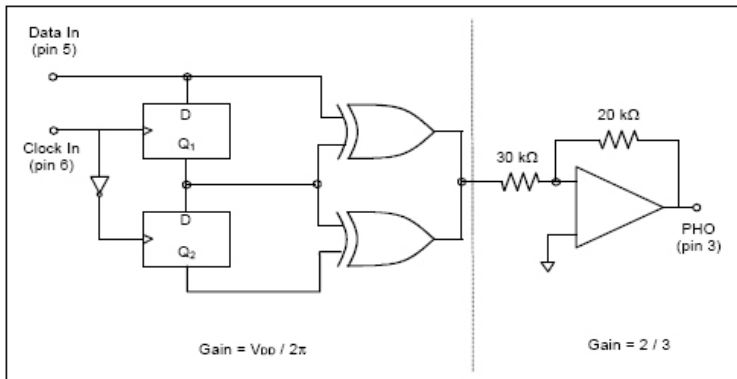 Data In
(pin 5)
Clock In
(pin 6)
D
Q1
D
Q2
30 kΩ
20 kΩ
PHO
(pin 3)
Gain = VDD / 2π
Gain = 2 / 3